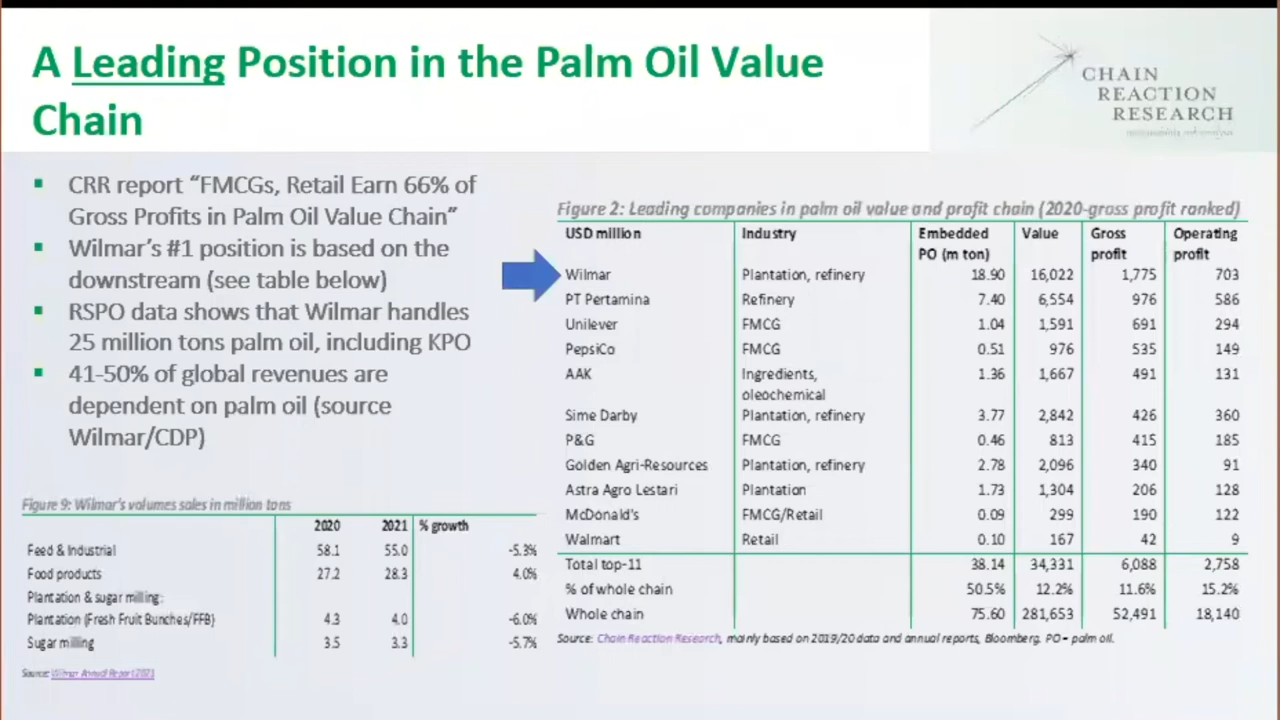 A Leading Position in the Palm Oil Value
Chain
CHAIN
REACTION
RESEARCH
▪ CRR report “FMCGs, Retail Earn 66% of
Gross Profits in Palm Oil Value Chain”
▪ Wilmar’s #1 position is based on the
downstream (see table below)
▪ RSPO data shows that Wilmar handles
25 million tons palm oil, including KPO
▪ 41-50% of global revenues are
dependent on palm oil (source
Wilmar/CDP)
Figure 9: Wilmar's volumes sales in million tons
2020 2021 % growth
Feed & Industrial 58.1 55.0 -5.3%
Food products 27.2 28.3 4.0%
Plantation & sugar milling:
Plantation (Fresh Fruit Bunches/FFB) 4.3 4.0 -6.0%
Sugar milling 3.5 3.3 -5.7%
Source: Wilmar Annual Report 2021
Figure 2: Leading companies in palm oil value and profit chain (2020-gross profit ranked)
USD million Industry Embedded Value Gross Operating
PO (m ton) profit profit
Wilmar Plantation, refinery 18.90 16,022 1,775 703
PT Pertamina Refinery 7.40 6,554 976 586
Unilever FMCG 1.04 1,591 691 294
PepsiCo FMCG 0.51 976 535 149
AAK Ingredients, 1.36 1,667 491 131
oleochemical
Sime Darby Plantation, refinery 3.77 2,842 426 360
P&G FMCG 0.46 813 415 185
Golden Agri-Resources Plantation, refinery 2.78 2,096 340 91
Astra Agro Lestari Plantation 1.73 1,304 206 128
McDonald's FMCG/Retail 0.09 299 190 122
Walmart Retail 0.10 167 42 9
Total top-11 38.14 34,331 6,088 2,758
% of whole chain 50.5% 12.2% 11.6% 15.2%
Whole chain 75.60 281,653 52,491 18,140
Source: Chain Reaction Research, mainly based on 2019/20 data and annual reports, Bloomberg. PO = palm oil.